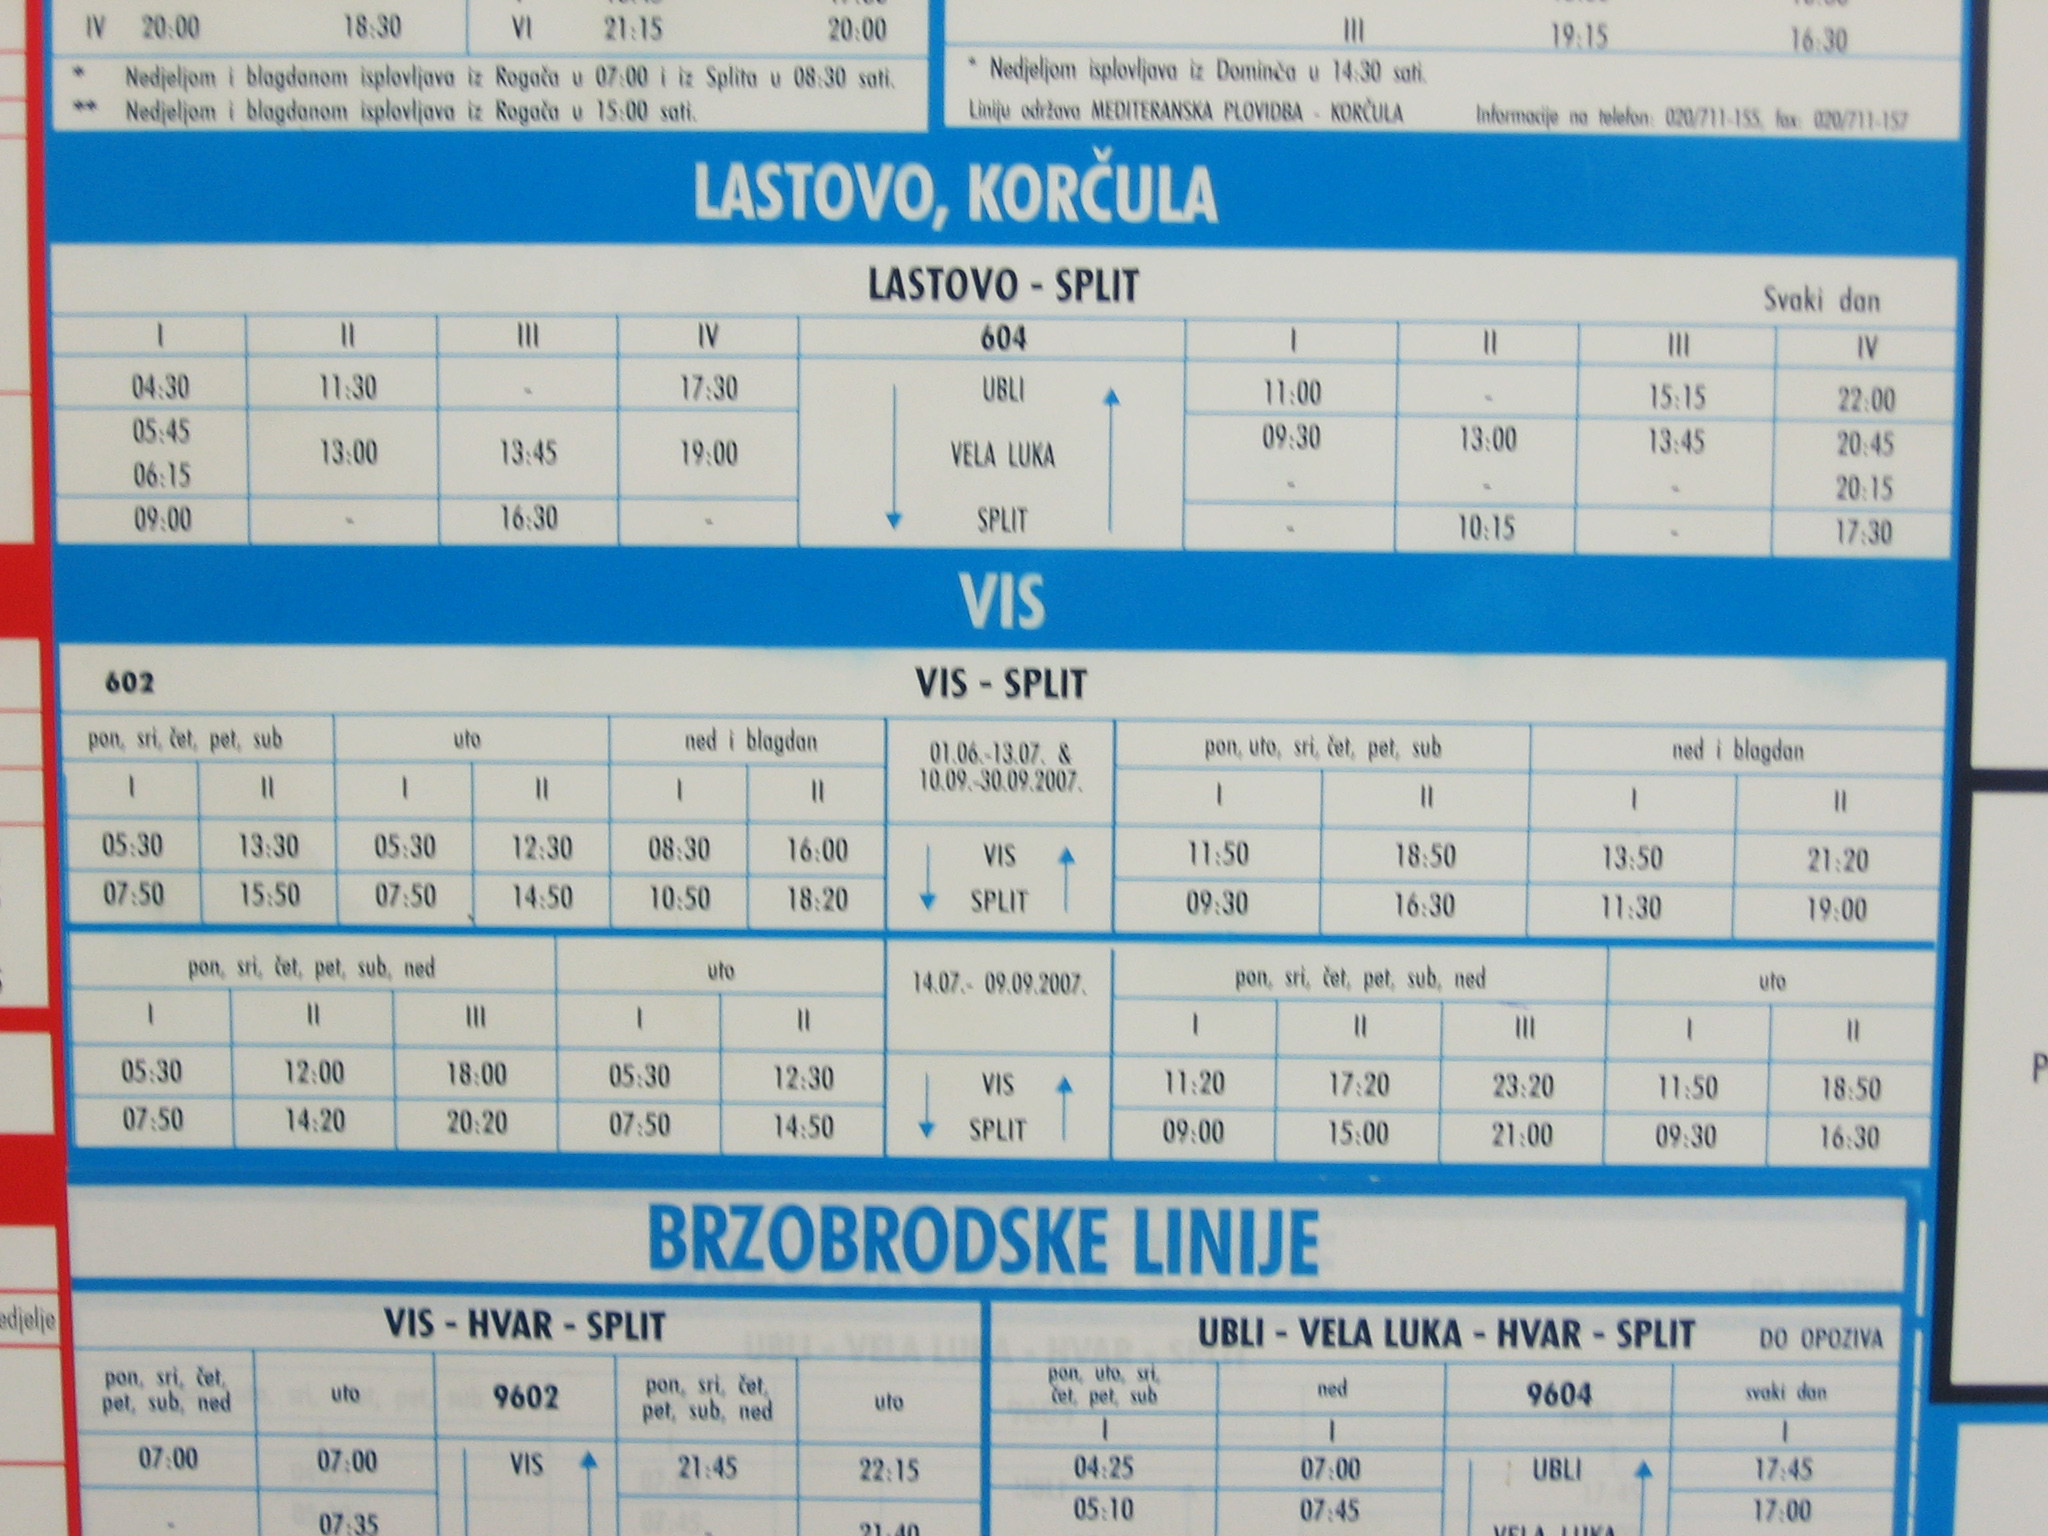 IV 20:00 18:30 VI 21:15 20:00
* Nedjeljom i blagdanom isplovljava iz Rogača u 07:00 i iz Splita u 08:30 sati.
** Nedjeljom i blagdanom isplovljava iz Rogača u 15:00 sati.
III 19:15 16:30
* Nedjeljom isplovljava iz Dominča u 14:30 sati.
Liniju održava MEDITERANSKA PLOVIDBA - KORČULA Informacije na telefon: 020/711-155, fax: 020/711-157
LASTOVO, KORČULA
LASTOVO - SPLIT Svaki dan
I II III IV 604 I II III IV
04:30 11:30 - 17:30 UBLI 11:00 - 15:15 22:00
05:45 09:30 13:00 13:45 20:45
13:00 13:45 19:00 VELA LUKA
06:15 - - - 20:15
09:00 - 16:30 - SPLIT - 10:15 - 17:30
VIS
602 VIS - SPLIT
pon, sri, čet, pet, sub uto ned i blagdan 01.06.-13.07. & pon, uto, sri, čet, pet, sub ned i blagdan
10.09.-30.09.2007.
I II I II I II I II I II
05:30 13:30 05:30 12:30 08:30 16:00 VIS 11:50 18:50 13:50 21:20
07:50 15:50 07:50 14:50 10:50 18:20 SPLIT 09:30 16:30 11:30 19:00
pon, sri, čet, pet, sub, ned uto 14.07.- 09.09.2007. pon, sri, čet, pet, sub, ned uto
I II III I II I II III I II
05:30 12:00 18:00 05:30 12:30 VIS 11:20 17:20 23:20 11:50 18:50
07:50 14:20 20:20 07:50 14:50 SPLIT 09:00 15:00 21:00 09:30 16:30
BRZOBRODSKE LINIJE
VIS - HVAR - SPLIT
pon, sri, čet, uto 9602 pon, sri, čet, uto
pet, sub, ned pet, sub, ned
07:00 07:00 VIS 21:45 22:15
- 07:35 - 21:40
UBLI - VELA LUKA - HVAR - SPLIT DO OPOZIVA
pon, uto, sri, ned 9604 svaki dan
čet, pet, sub
I I I
04:25 07:00 UBLI 17:45
05:10 07:45 VELA LUKA 17:00
edjelje
P